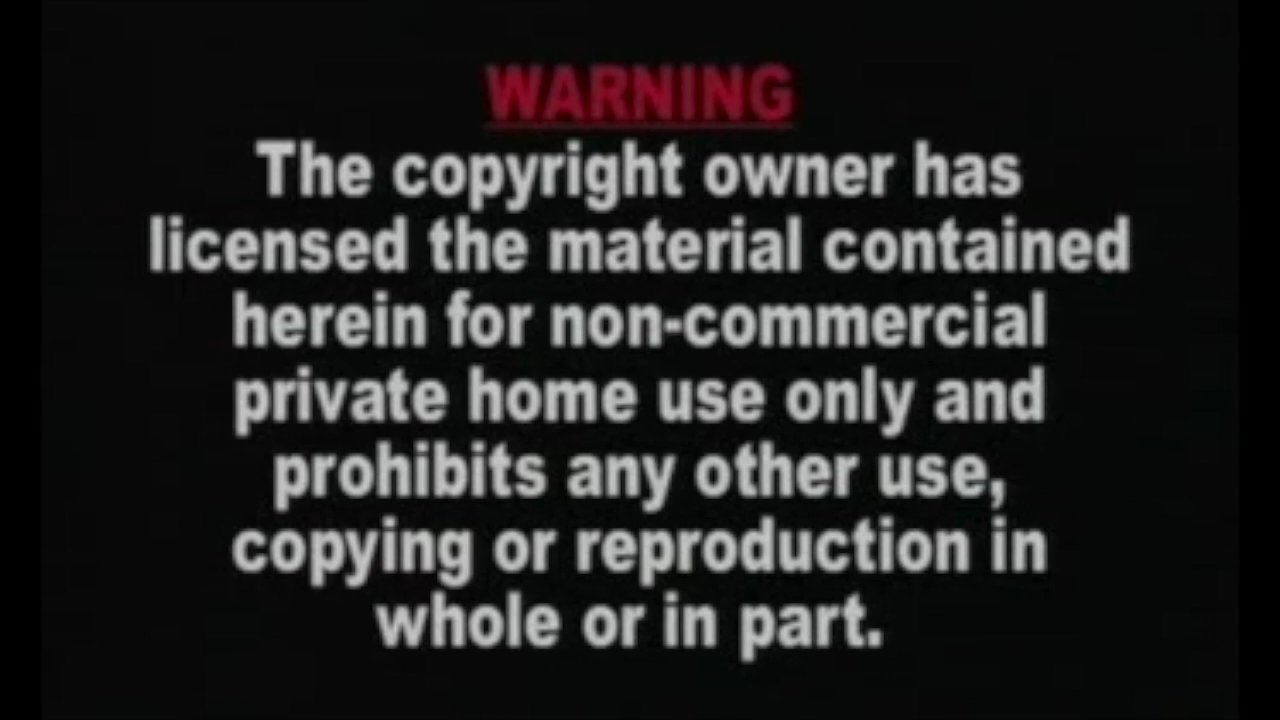 WARNING
The copyright owner has
licensed the material contained
herein for non-commercial
private home use only and
prohibits any other use,
copying or reproduction in
whole or in part.